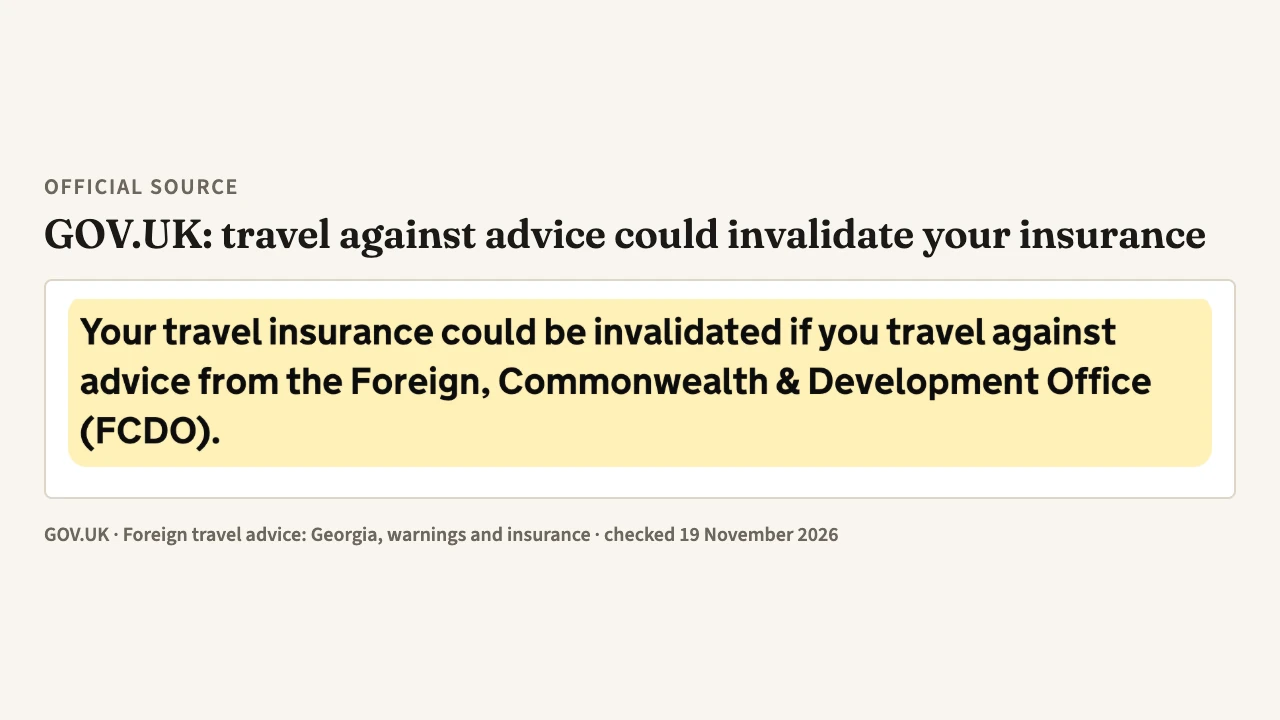 OFFICIAL SOURCE
GOV.UK: travel against advice could invalidate your insurance
Your travel insurance could be invalidated if you travel against
advice from the Foreign, Commonwealth & Development Office
(FCDO).
GOV.UK · Foreign travel advice: Georgia, warnings and insurance · checked 19 November 2026